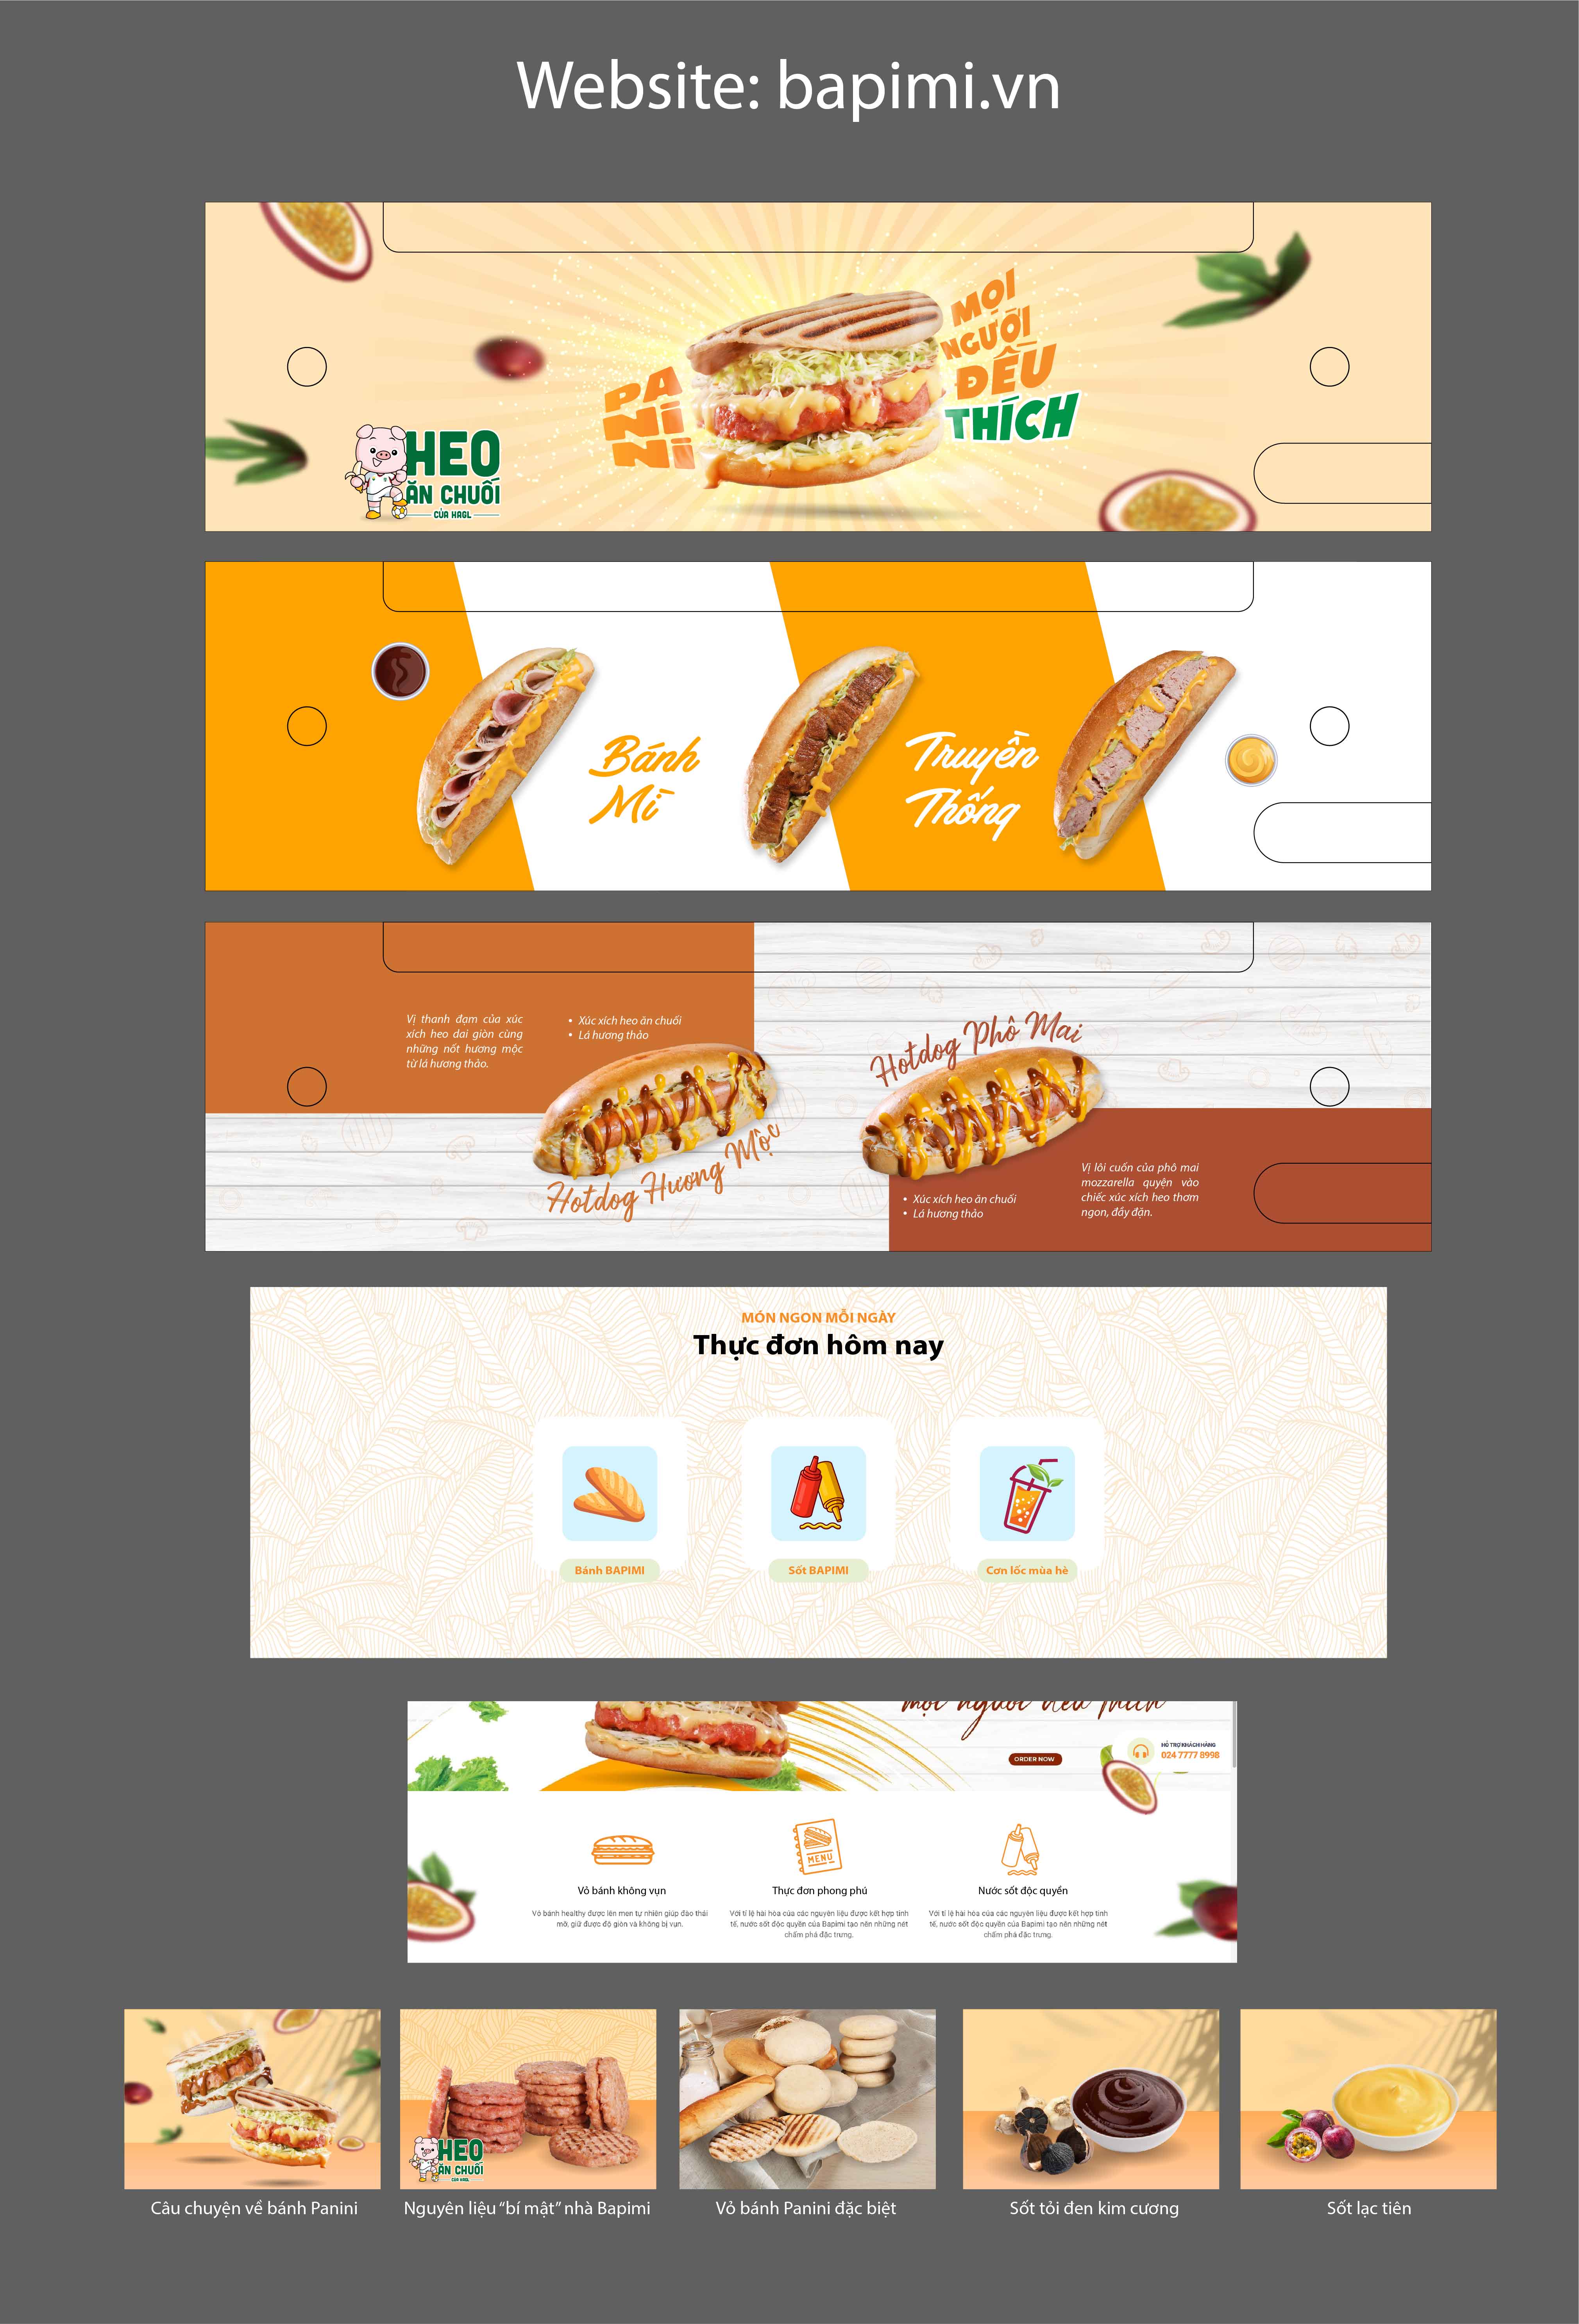 Website: bapimi.vn
PA
NI
NI
MỌI
NGƯỜI
ĐỀU
THÍCH
HEO
ĂN CHUỐI
CỦA HAGL
Bánh
Mì
Truyền
Thống
Vị thanh đạm của xúc
xích heo dai giòn cùng
những nốt hương mộc
từ lá hương thảo.
• Xúc xích heo ăn chuối
• Lá hương thảo
Hotdog Hương Mộc
Hotdog Phô Mai
• Xúc xích heo ăn chuối
• Lá hương thảo
Vị lôi cuốn của phô mai
mozzarella quyện vào
chiếc xúc xích heo thơm
ngon, đầy đặn.
MÓN NGON MỖI NGÀY
Thực đơn hôm nay
Bánh BAPIMI
Sốt BAPIMI
Cơn lốc mùa hè
mọi người đều thích
ORDER NOW
HỖ TRỢ KHÁCH HÀNG
024 7777 8998
MENU
Vỏ bánh không vụn
Vỏ bánh healthy được lên men tự nhiên giúp đào thải
mỡ, giữ được độ giòn và không bị vụn.
Thực đơn phong phú
Với tỉ lệ hài hòa của các nguyên liệu được kết hợp tinh
tế, nước sốt độc quyền của Bapimi tạo nên những nét
chấm phá đặc trưng.
Nước sốt độc quyền
Với tỉ lệ hài hòa của các nguyên liệu được kết hợp tinh
tế, nước sốt độc quyền của Bapimi tạo nên những nét
chấm phá đặc trưng.
HEO
ĂN CHUỐI
CỦA HAGL
Câu chuyện về bánh Panini
Nguyên liệu “bí mật” nhà Bapimi
Vỏ bánh Panini đặc biệt
Sốt tỏi đen kim cương
Sốt lạc tiên